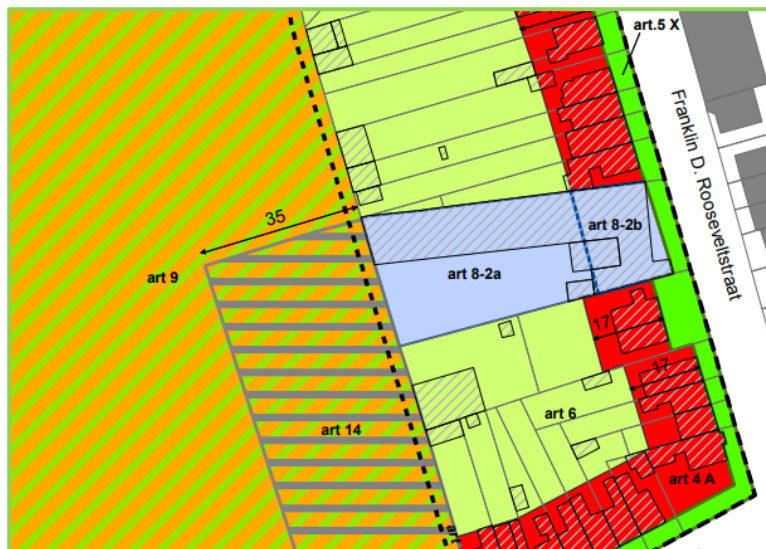 art.5 X
Franklin D. Rooseveltstraat
35
art 8-2b
art 9
art 8-2a
17
17
art 6
art 14
art 4 A
art